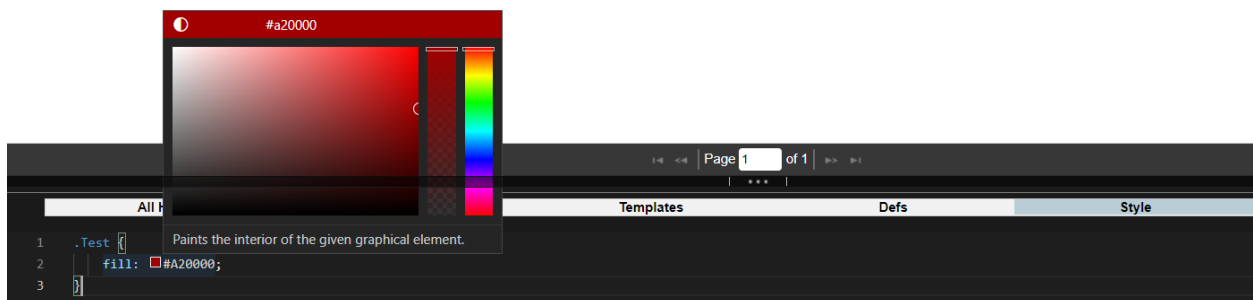 #a20000
Page 1 of 1
All H
Templates
Defs
Style
Paints the interior of the given graphical element.
1 .Test {
2 fill: #A20000;
3 }